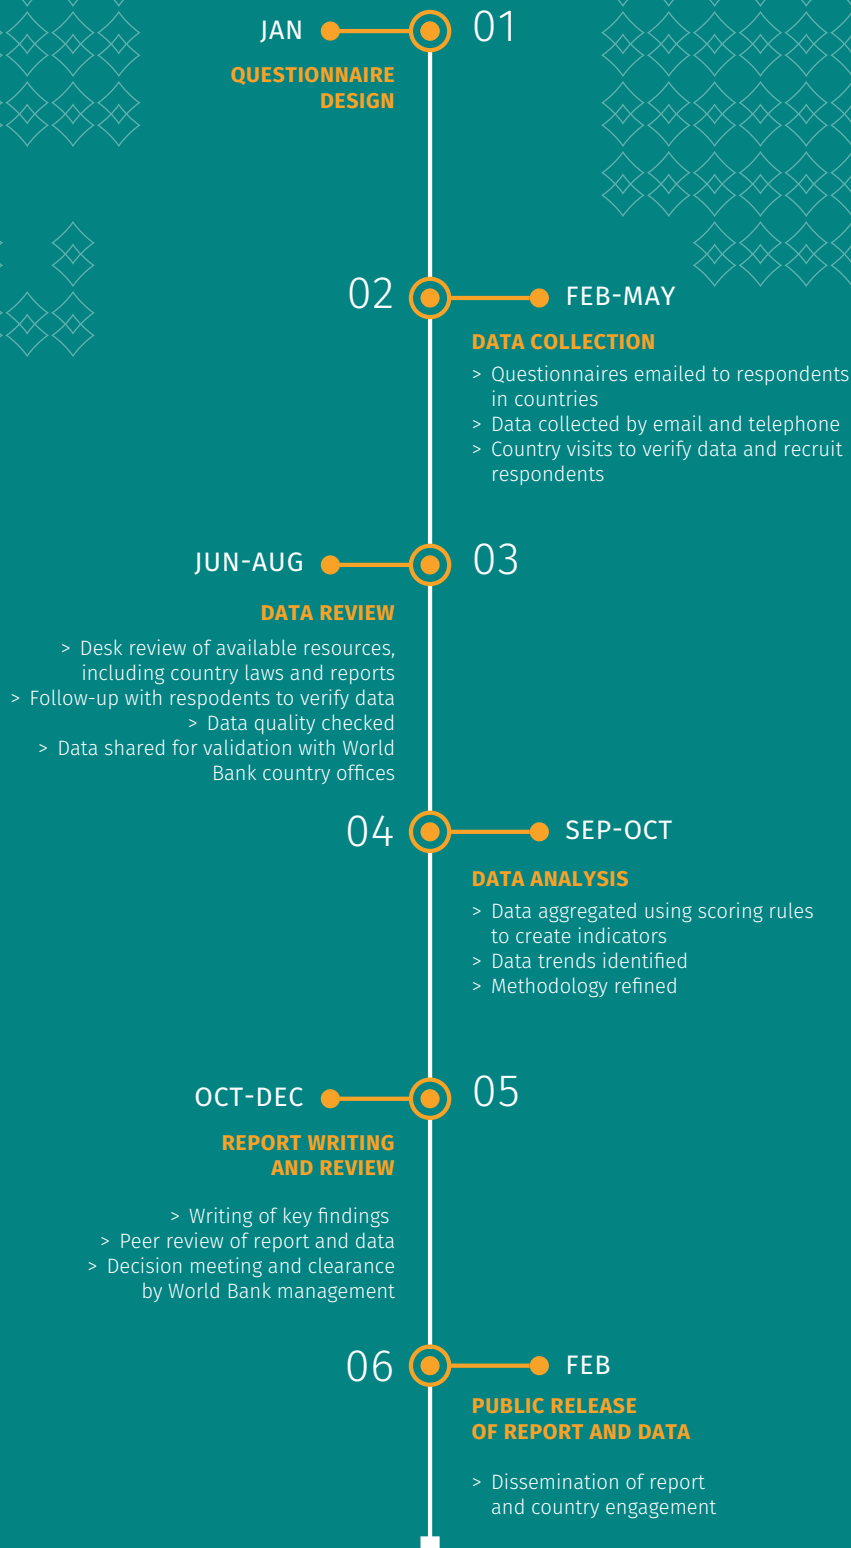 JAN
01
QUESTIONNAIRE
DESIGN
02
FEB-MAY
DATA COLLECTION
> Questionnaires emailed to respondents
in countries
> Data collected by email and telephone
> Country visits to verify data and recruit
respondents
JUN-AUG
03
DATA REVIEW
> Desk review of available resources,
including country laws and reports
> Follow-up with respodents to verify data
> Data quality checked
> Data shared for validation with World
Bank country offices
04
SEP-OCT
DATA ANALYSIS
> Data aggregated using scoring rules
to create indicators
> Data trends identified
> Methodology refined
OCT-DEC
05
REPORT WRITING
AND REVIEW
> Writing of key findings
> Peer review of report and data
> Decision meeting and clearance
by World Bank management
06
FEB
PUBLIC RELEASE
OF REPORT AND DATA
> Dissemination of report
and country engagement